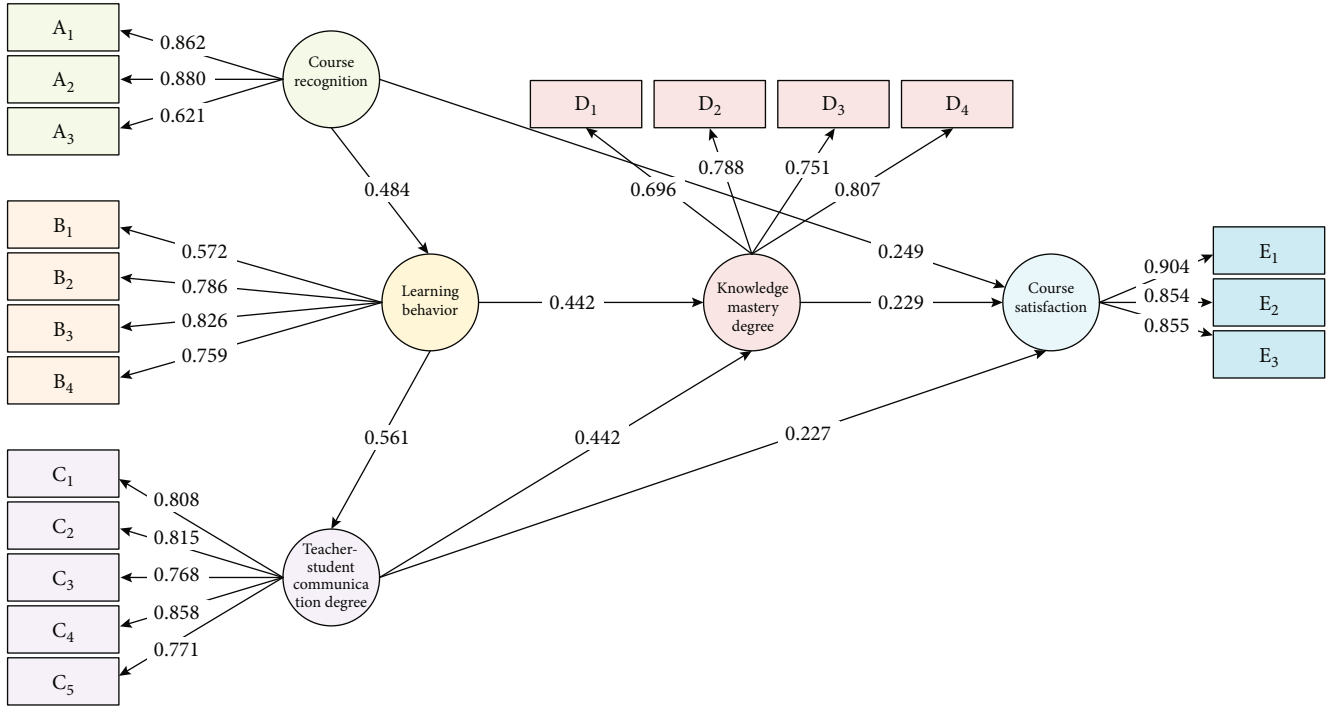 A1
A2
A3
0.862
0.880
0.621
Course
recognition
D1
D2
D3
D4
0.696
0.788
0.751
0.807
0.484
0.249
B1
B2
B3
B4
0.572
0.786
0.826
0.759
Learning
behavior
0.442
Knowledge
mastery
degree
0.229
Course
satisfaction
0.904
0.854
0.855
E1
E2
E3
0.561
0.442
0.227
C1
C2
C3
C4
C5
0.808
0.815
0.768
0.858
0.771
Teacher-
student
communica
tion degree